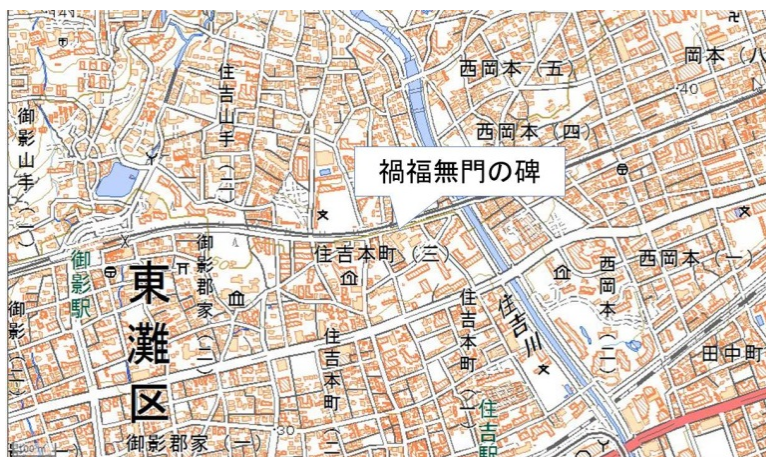 西岡本（五）
岡本（八
住吉山手（二）
40
西岡本（四）
御影山手（一）
禍福無門の碑
御影郡家（二）
住吉本町（三）
西岡本（一）
御影駅
東灘区
西岡本（二）
住吉川
御影（二）
住吉本町（二
住吉本町（一）
田中町
住吉駅
30
御影郡家（一）